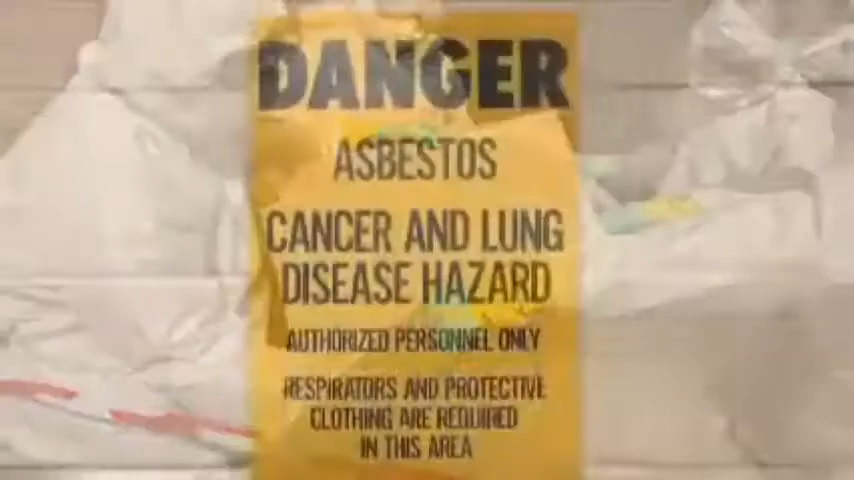 DANGER
ASBESTOS
CANCER AND LUNG
DISEASE HAZARD
AUTHORIZED PERSONNEL ONLY
RESPIRATORS AND PROTECTIVE
CLOTHING ARE REQUIRED
IN THIS AREA